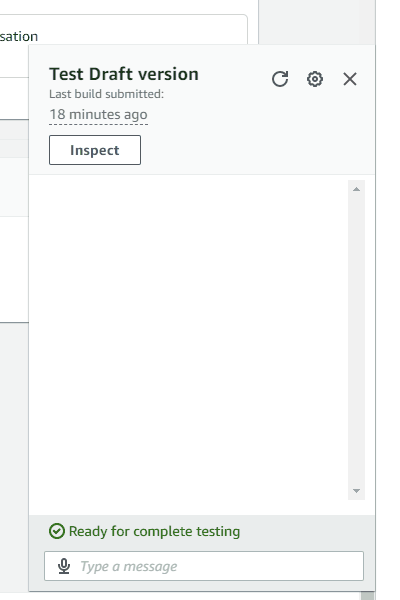 sation
Test Draft version
Last build submitted:
18 minutes ago
Inspect
Ready for complete testing
Type a message